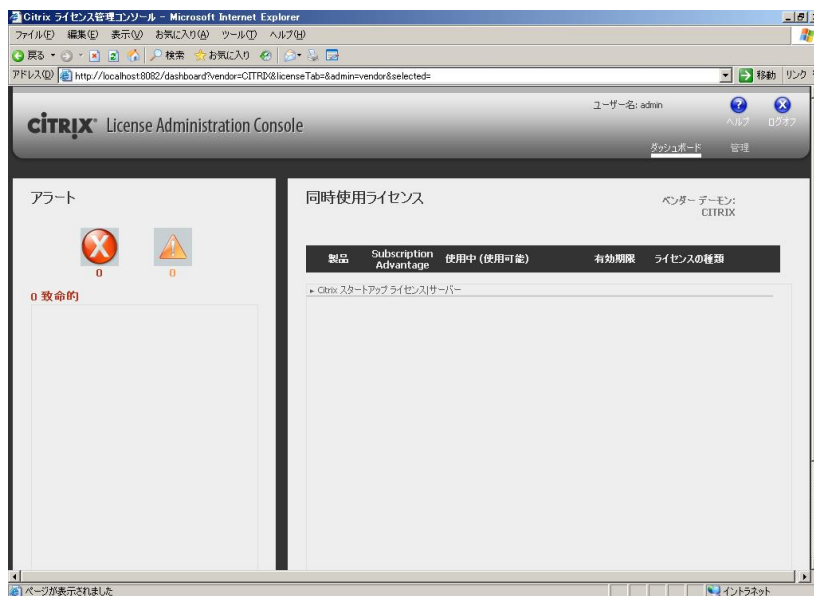 Citrix ライセンス管理コンソール - Microsoft Internet Explorer
ファイル(F) 編集(E) 表示(V) お気に入り(A) ツール(T) ヘルプ(H)
戻る 検索 お気に入り
アドレス(D) http://localhost:8082/dashboard?vendor=CITRIX&licenseTab=&admin=vendor&selected= 移動 リンク
ユーザー名: admin
ヘルプ ログオフ
CİTRIX License Administration Console
ダッシュボード 管理
アラート
0 0
0 致命的
同時使用ライセンス
ベンダー デーモン:
CITRIX
製品 Subscription Advantage 使用中 (使用可能) 有効期限 ライセンスの種類
▸ Citrix スタートアップ ライセンス|サーバー
ページが表示されました イントラネット